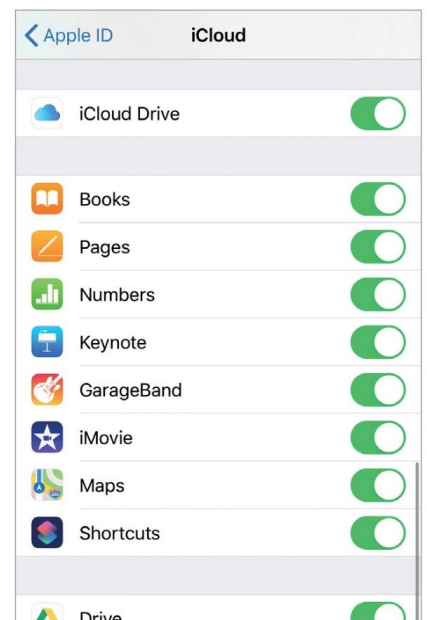 Apple ID
iCloud
iCloud Drive
Books
Pages
Numbers
Keynote
GarageBand
iMovie
Maps
Shortcuts
Drive